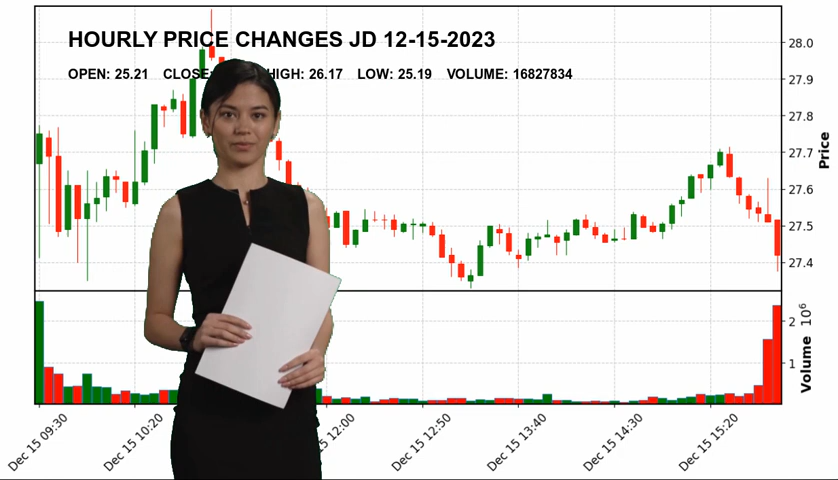 HOURLY PRICE CHANGES JD 12-15-2023
OPEN: 25.21 CLOSE: HIGH: 26.17 LOW: 25.19 VOLUME: 16827834
28.0
27.9
27.8
27.7
27.6
27.5
27.4
Price
2
1
Volume 10^6
Dec 15 09:30
Dec 15 10:20
12:00
Dec 15 12:50
Dec 15 13:40
Dec 15 14:30
Dec 15 15:20